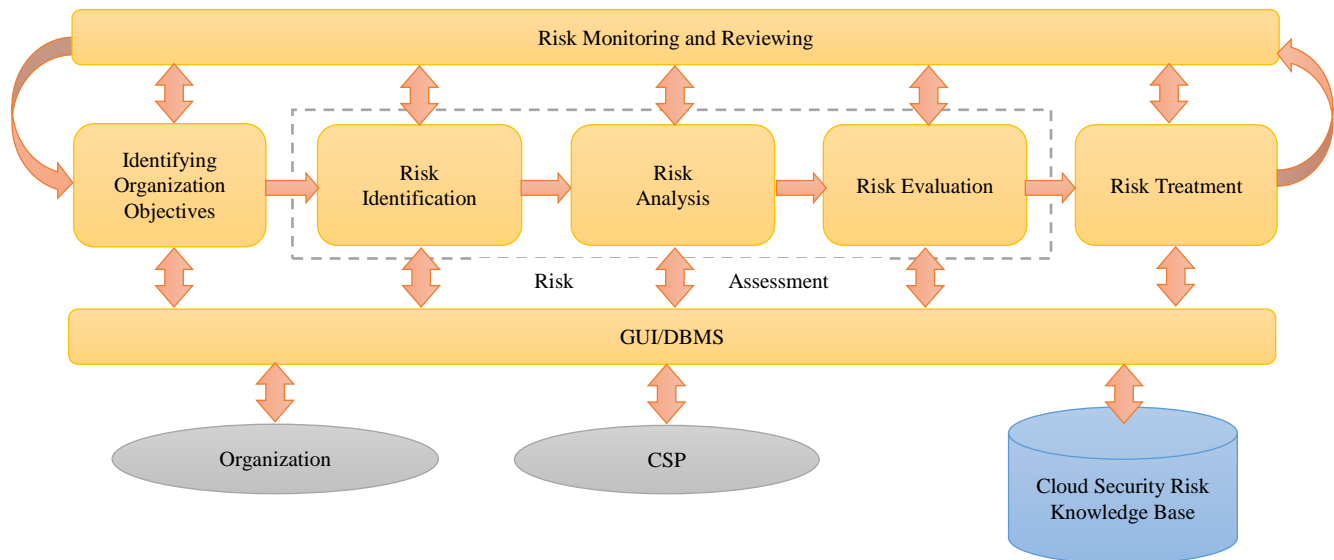 Risk Monitoring and Reviewing
Identifying
Organization
Objectives
Risk
Identification
Risk
Analysis
Risk Evaluation
Risk Treatment
Risk Assessment
GUI/DBMS
Organization
CSP
Cloud Security Risk
Knowledge Base